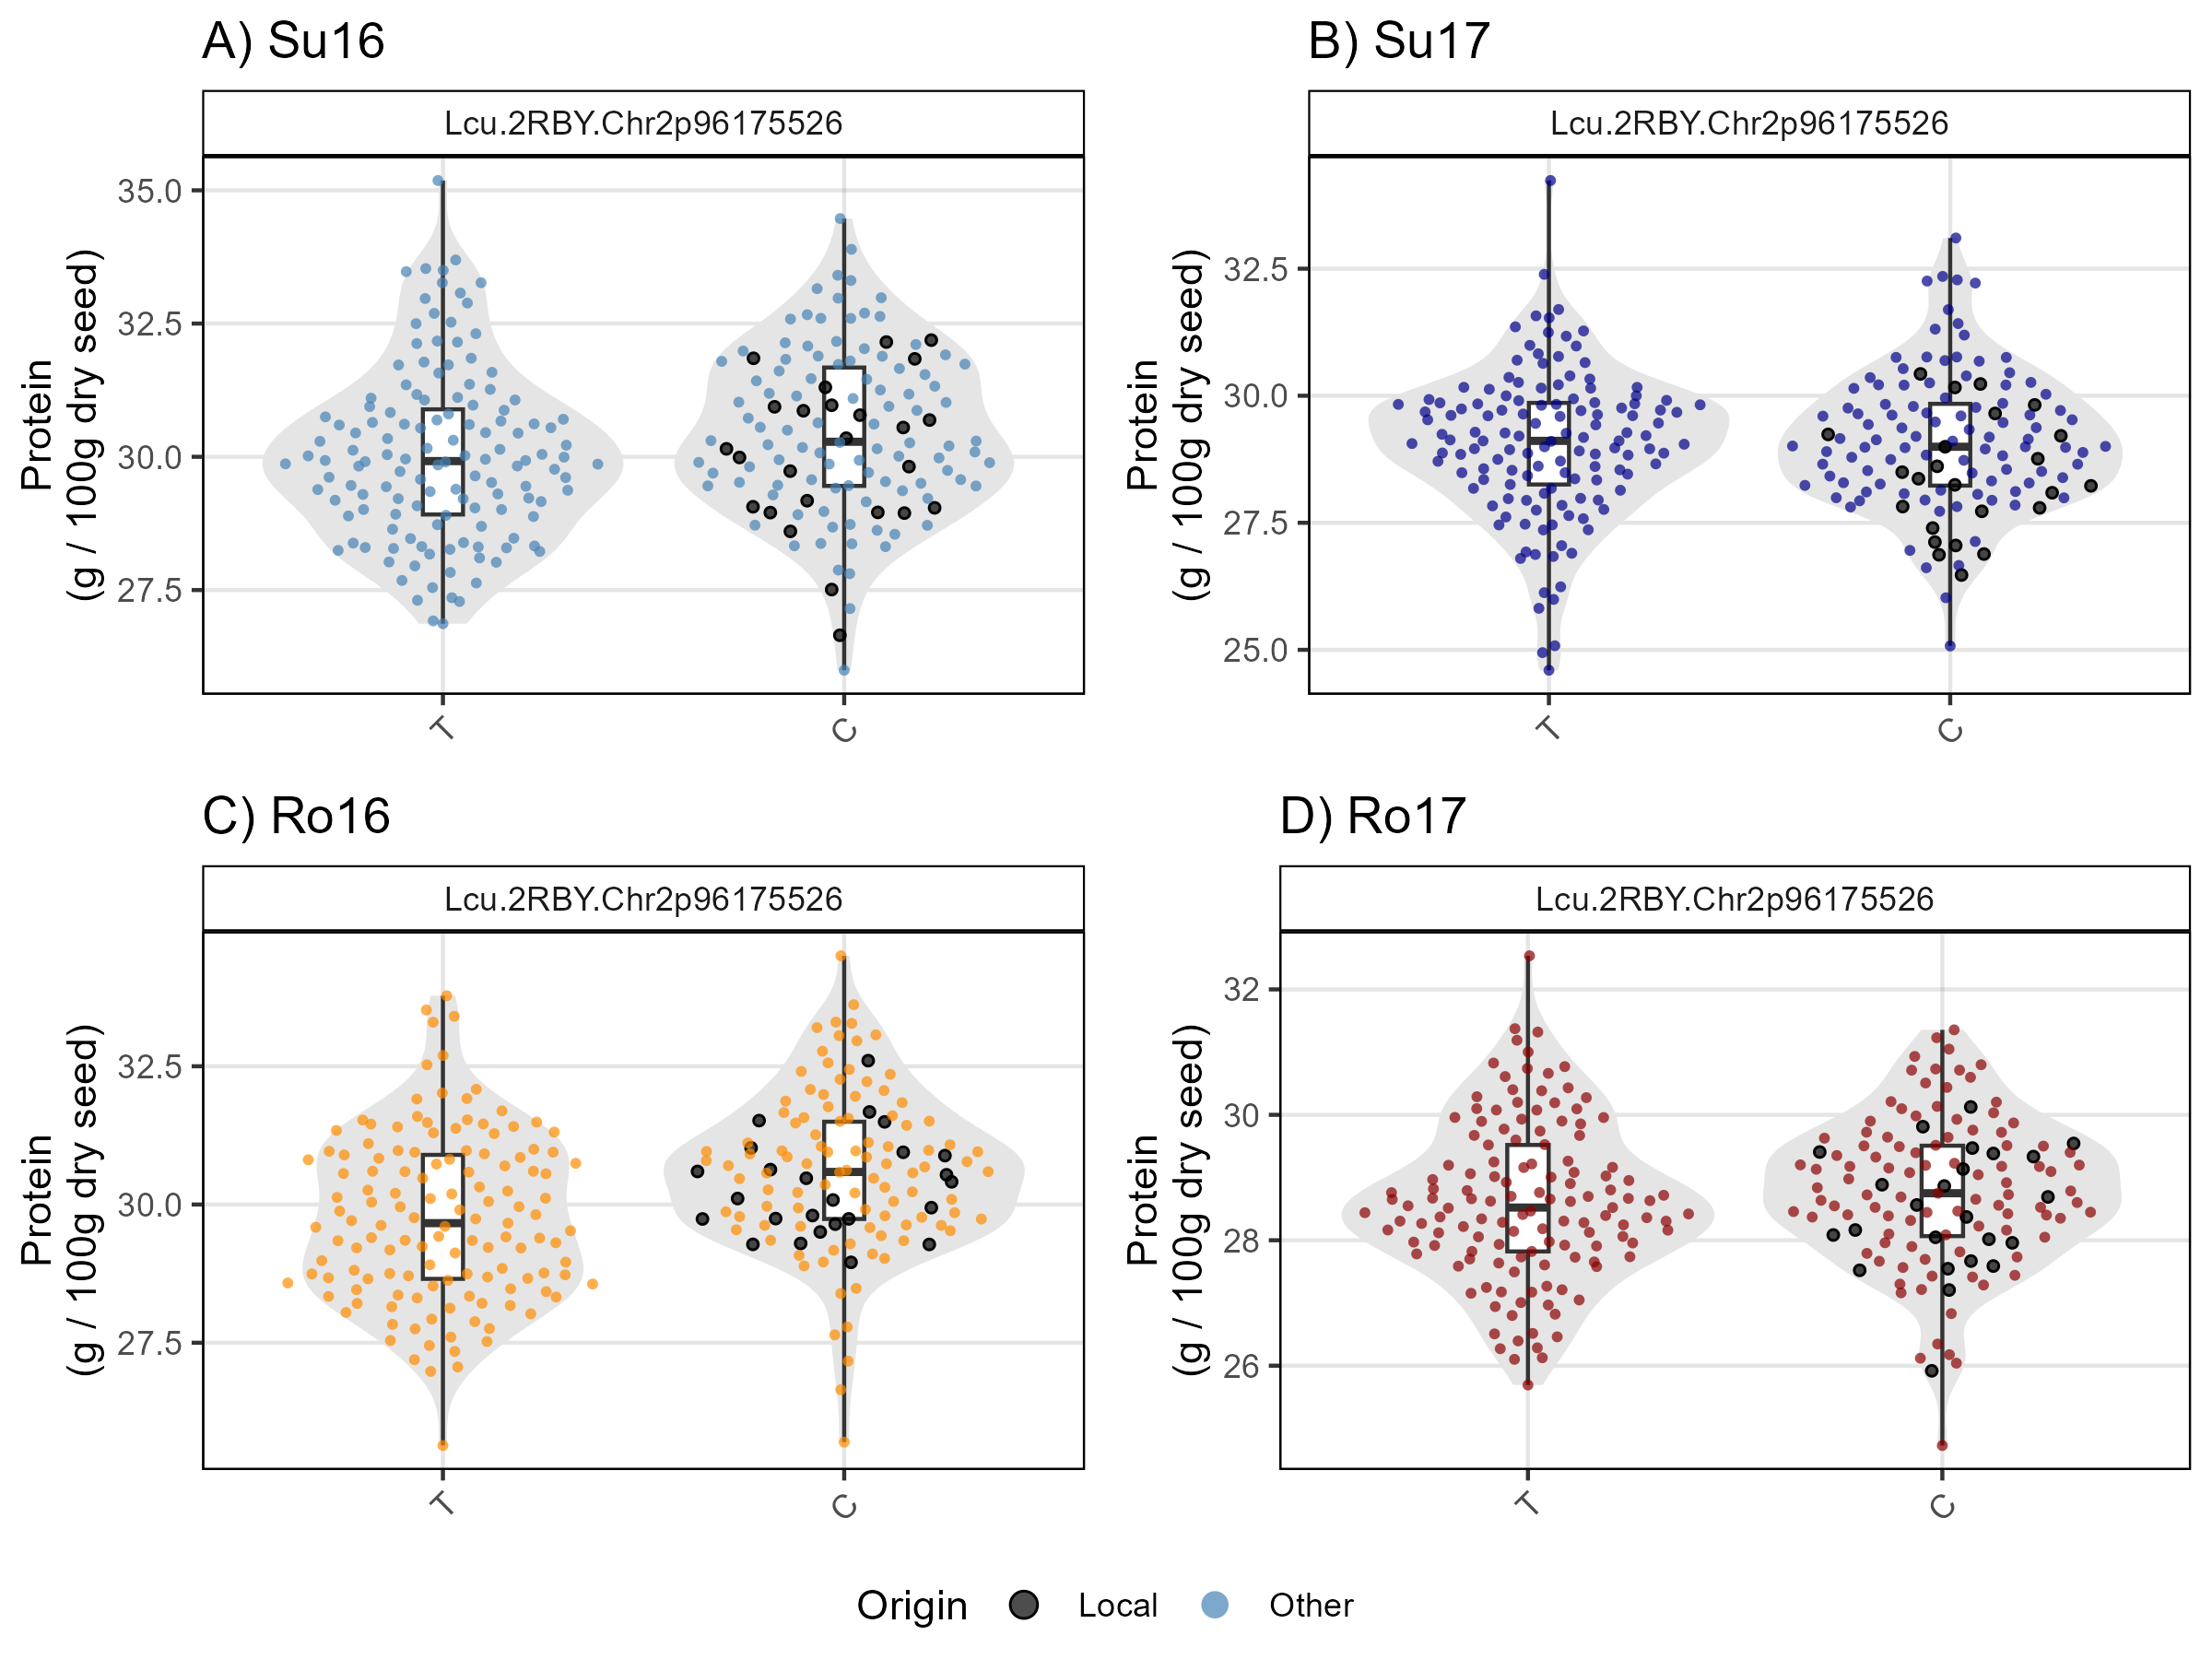 A) Su16
Lcu.2RBY.Chr2p96175526
Protein
(g / 100g dry seed)
35.0
32.5
30.0
27.5
T
C
B) Su17
Lcu.2RBY.Chr2p96175526
Protein
(g / 100g dry seed)
32.5
30.0
27.5
25.0
T
C
C) Ro16
Lcu.2RBY.Chr2p96175526
Protein
(g / 100g dry seed)
32.5
30.0
27.5
T
C
D) Ro17
Lcu.2RBY.Chr2p96175526
Protein
(g / 100g dry seed)
32
30
28
26
T
C
Origin Local Other